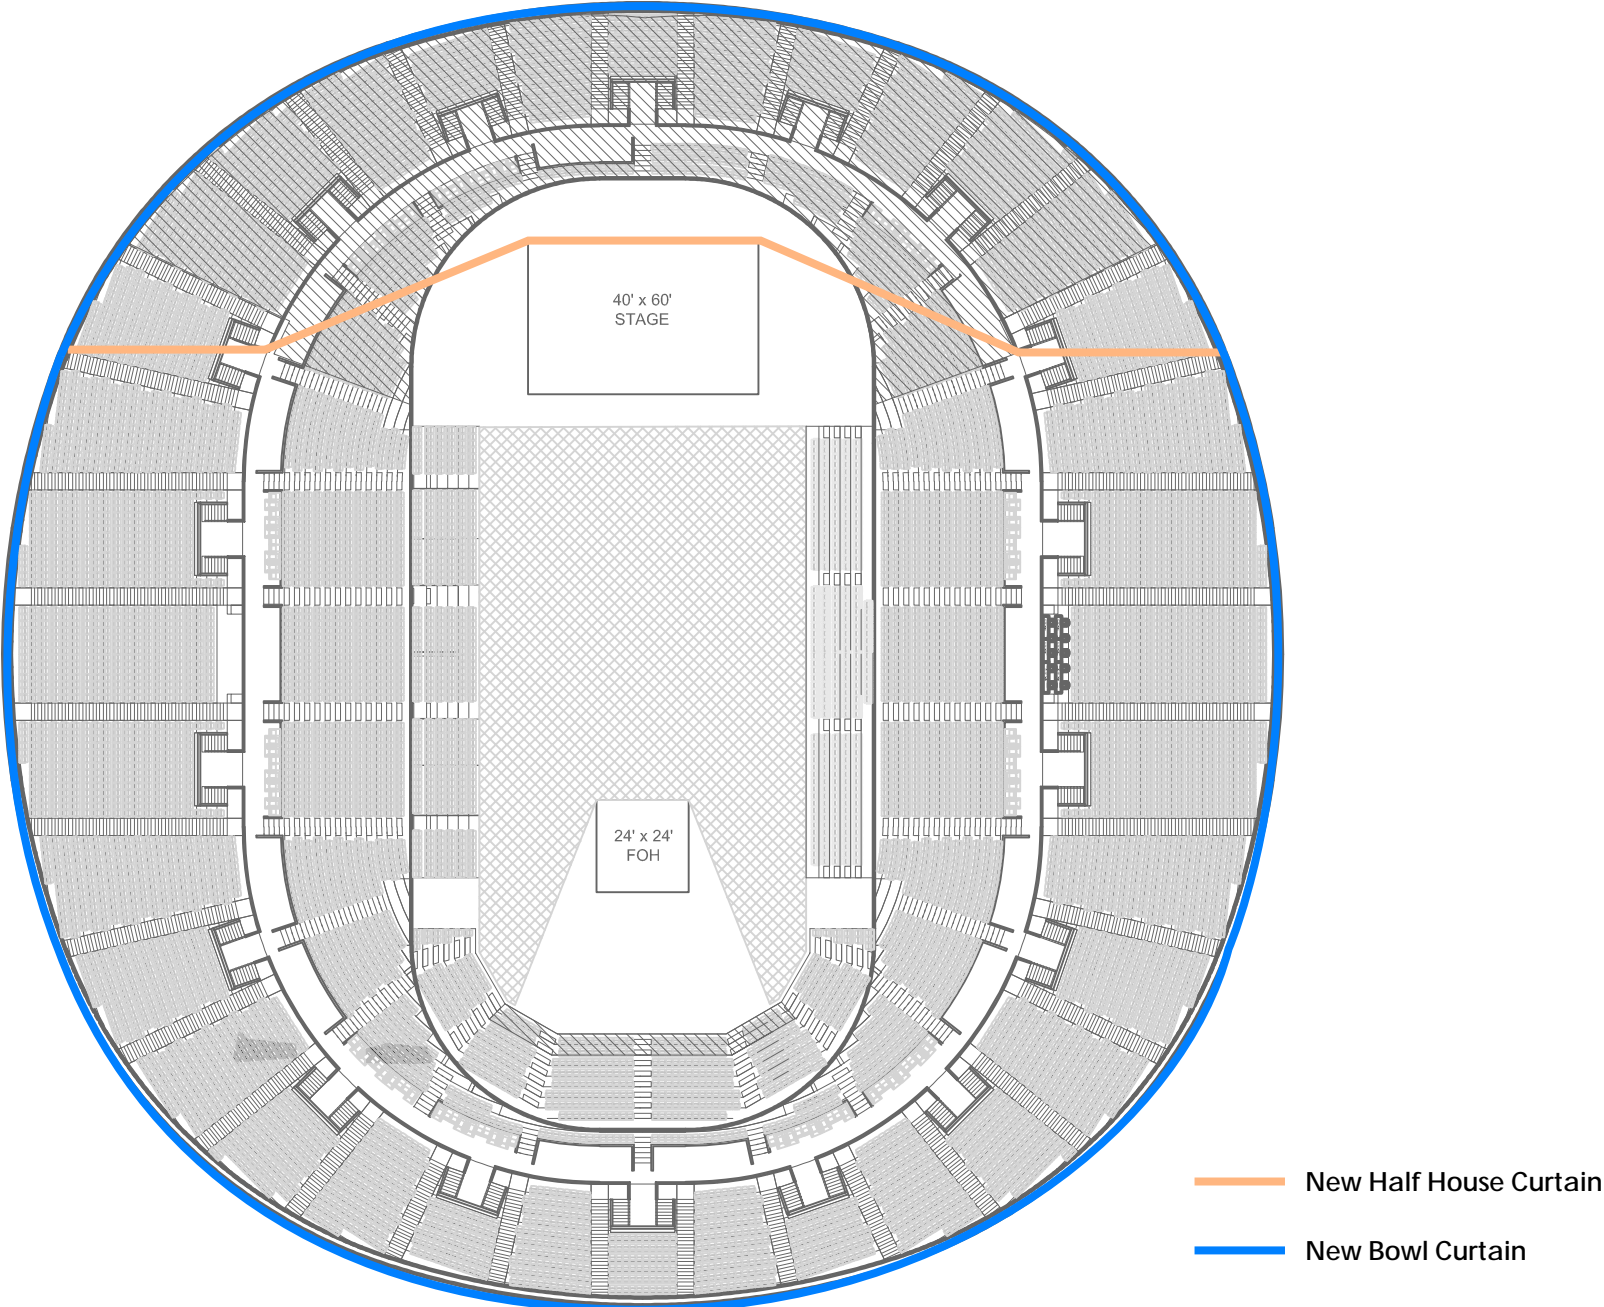 40' x 60'
STAGE
24' x 24'
FOH
New Half House Curtain
New Bowl Curtain